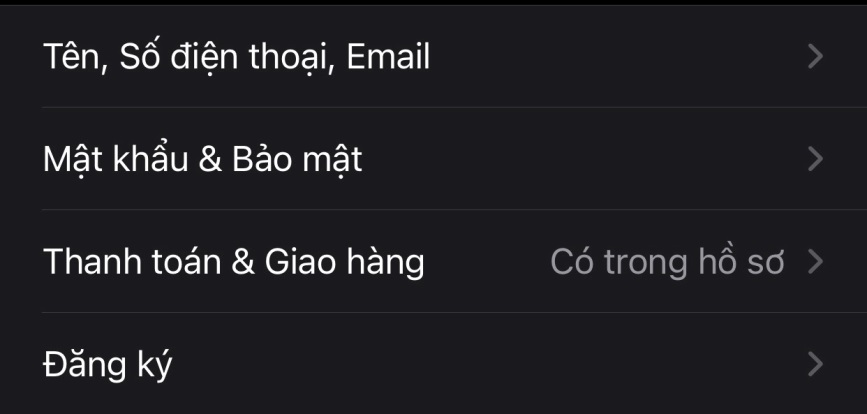 Tên, Số điện thoại, Email
Mật khẩu & Bảo mật
Thanh toán & Giao hàng Có trong hồ sơ
Đăng ký